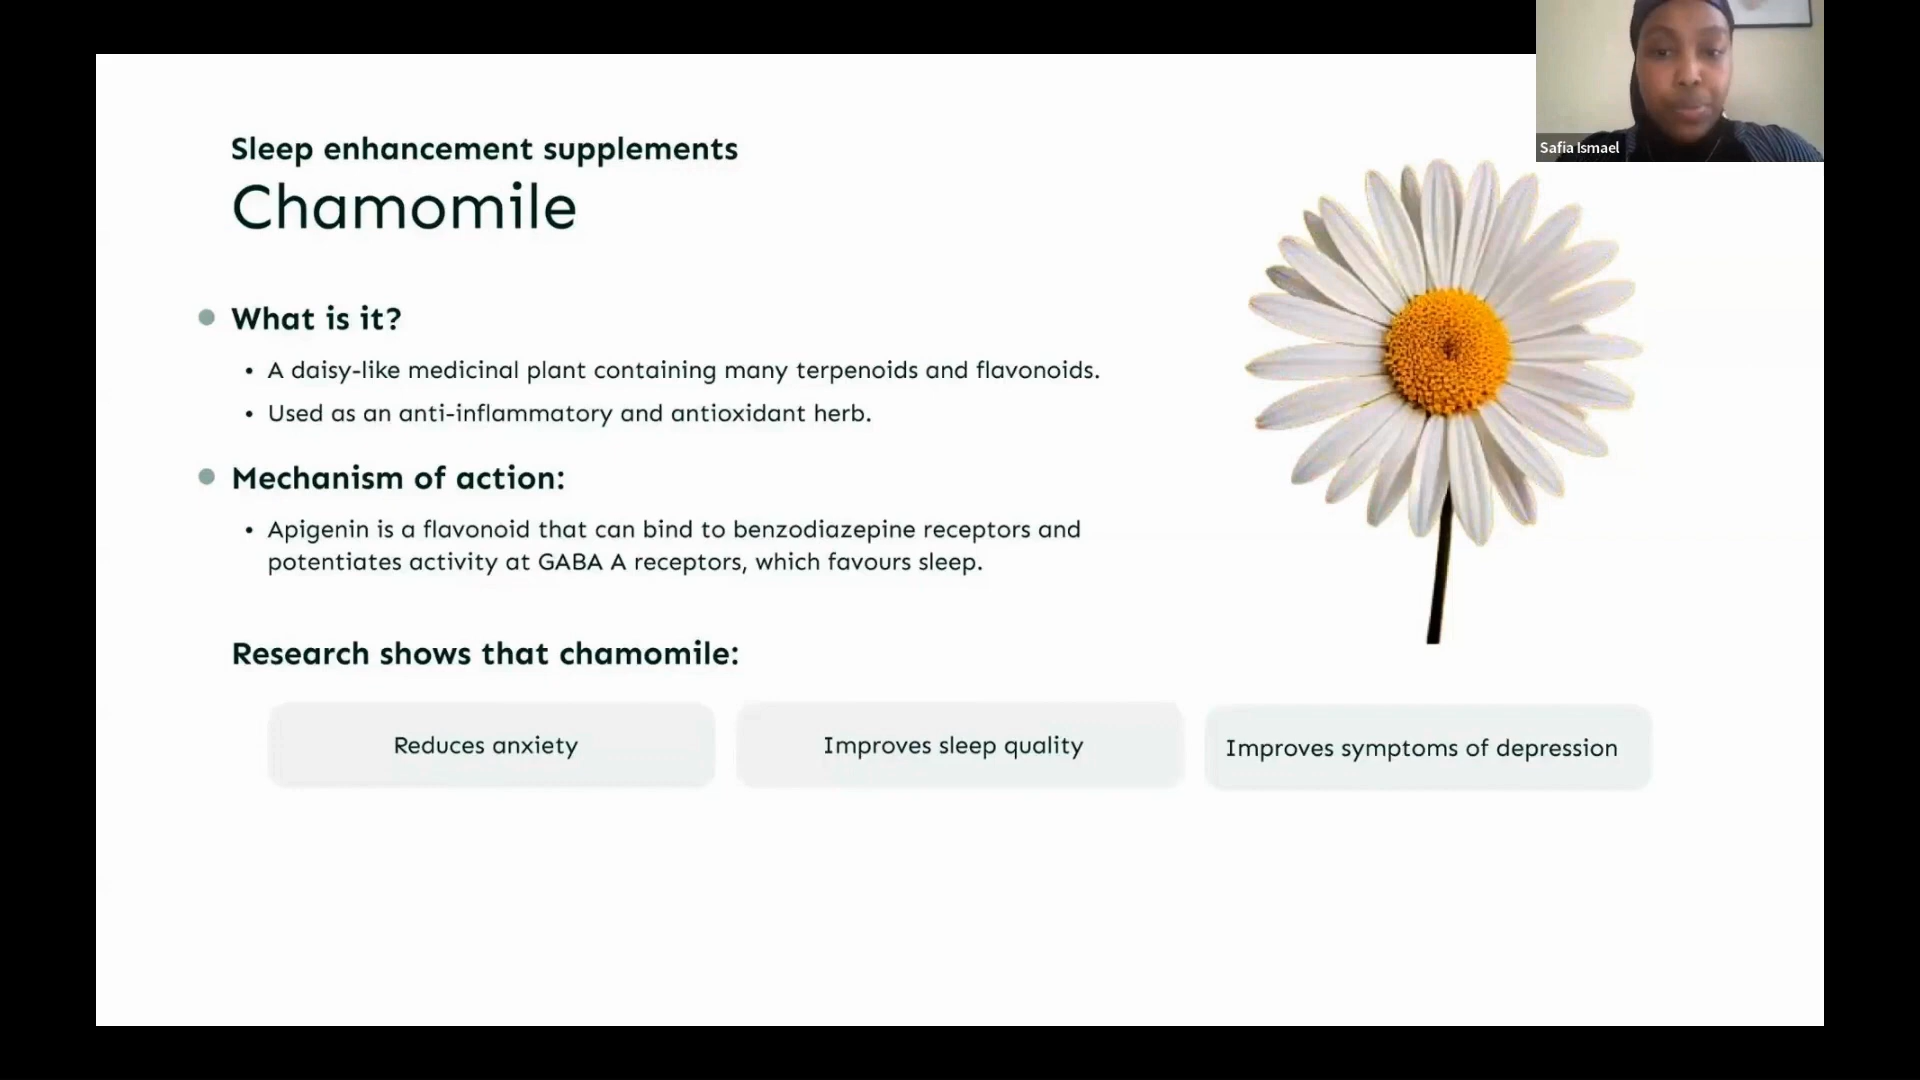 Safia Ismael
Sleep enhancement supplements
Chamomile
What is it?
• A daisy-like medicinal plant containing many terpenoids and flavonoids.
• Used as an anti-inflammatory and antioxidant herb.
Mechanism of action:
• Apigenin is a flavonoid that can bind to benzodiazepine receptors and
potentiates activity at GABA A receptors, which favours sleep.
Research shows that chamomile:
Reduces anxiety
Improves sleep quality
Improves symptoms of depression